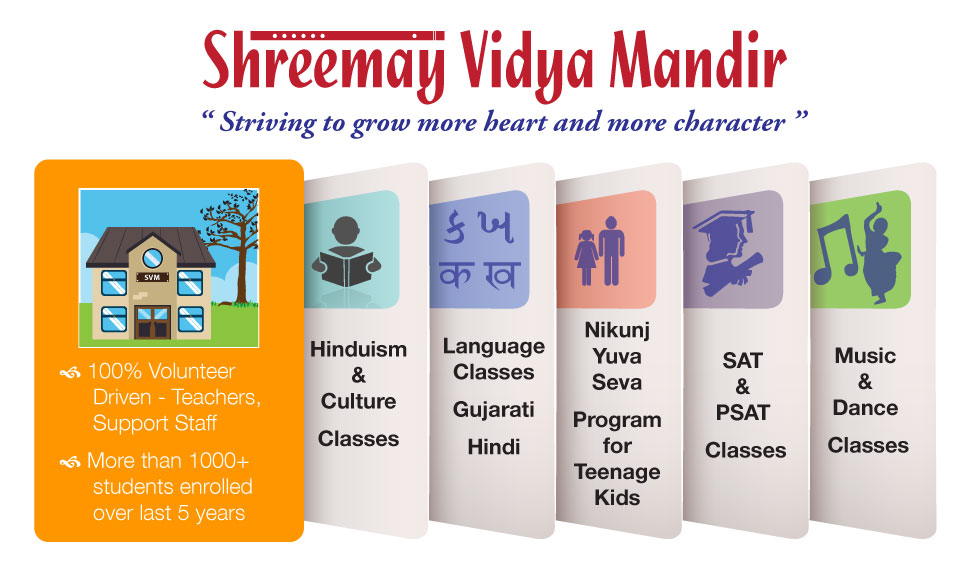 Shreemay Vidya Mandir
“ Striving to grow more heart and more character ”
SVM
100% Volunteer
Driven - Teachers,
Support Staff
More than 1000+
students enrolled
over last 5 years
Hinduism
&
Culture
Classes
ક ખ
क ख
Language
Classes
Gujarati
Hindi
Nikunj
Yuva
Seva
Program
for
Teenage
Kids
SAT
&
PSAT
Classes
Music
&
Dance
Classes